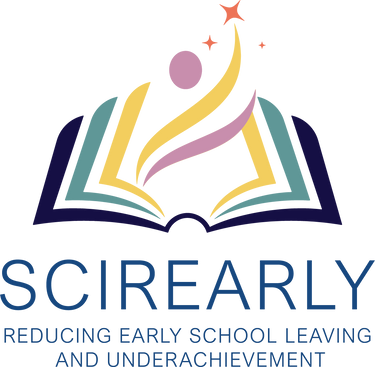 SCIREARLY
REDUCING EARLY SCHOOL LEAVING
AND UNDERACHIEVEMENT